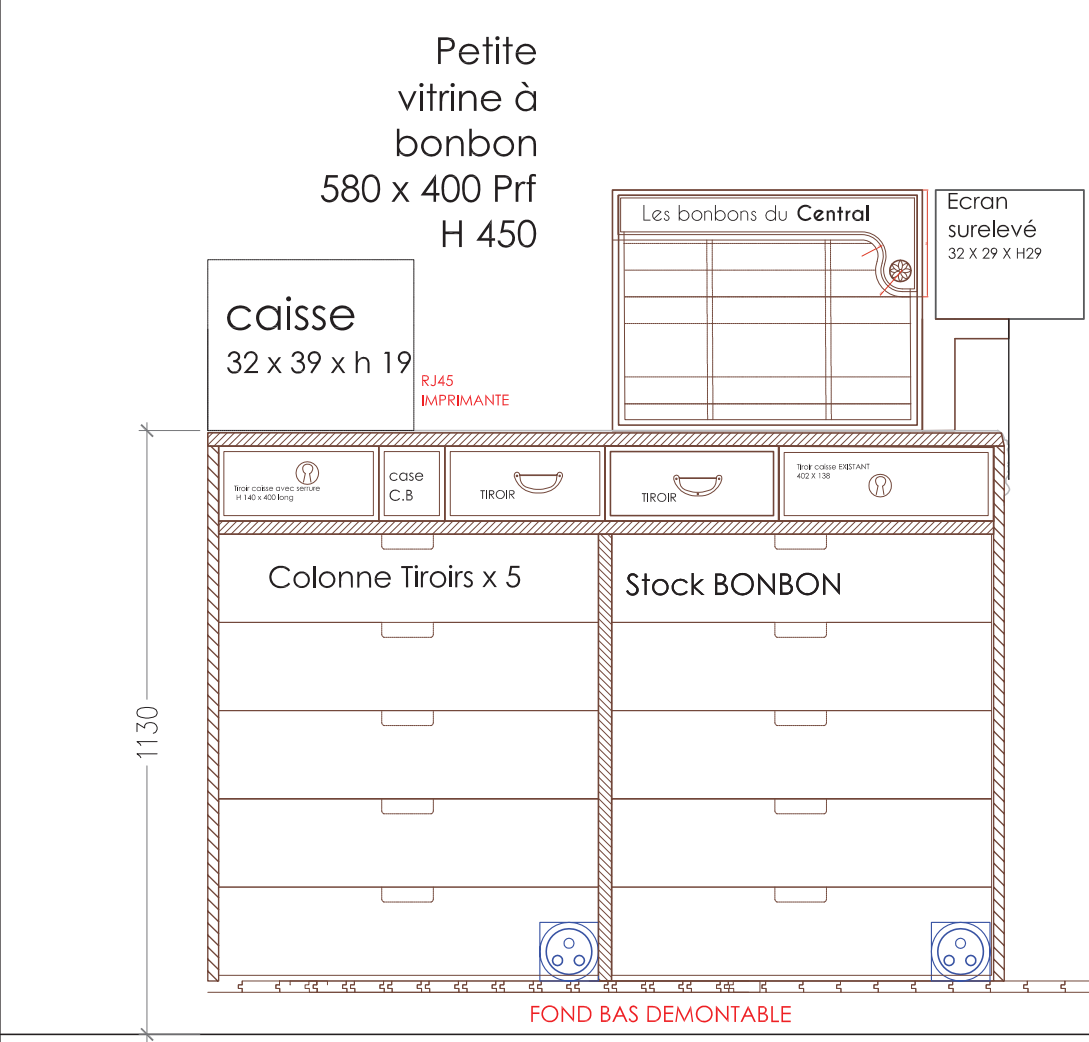 Petite
vitrine à
bonbon
580 x 400 Prf
H 450
Les bonbons du Central
Ecran
surelevé
32 X 29 X H29
caisse
32 x 39 x h 19
RJ45
IMPRIMANTE
Tiroir caisse avec serrure
H 140 x 400 long
case
C.B
TIROIR
TIROIR
Tiroir caisse EXISTANT
402 X 138
Colonne Tiroirs x 5
Stock BONBON
1130
FOND BAS DEMONTABLE